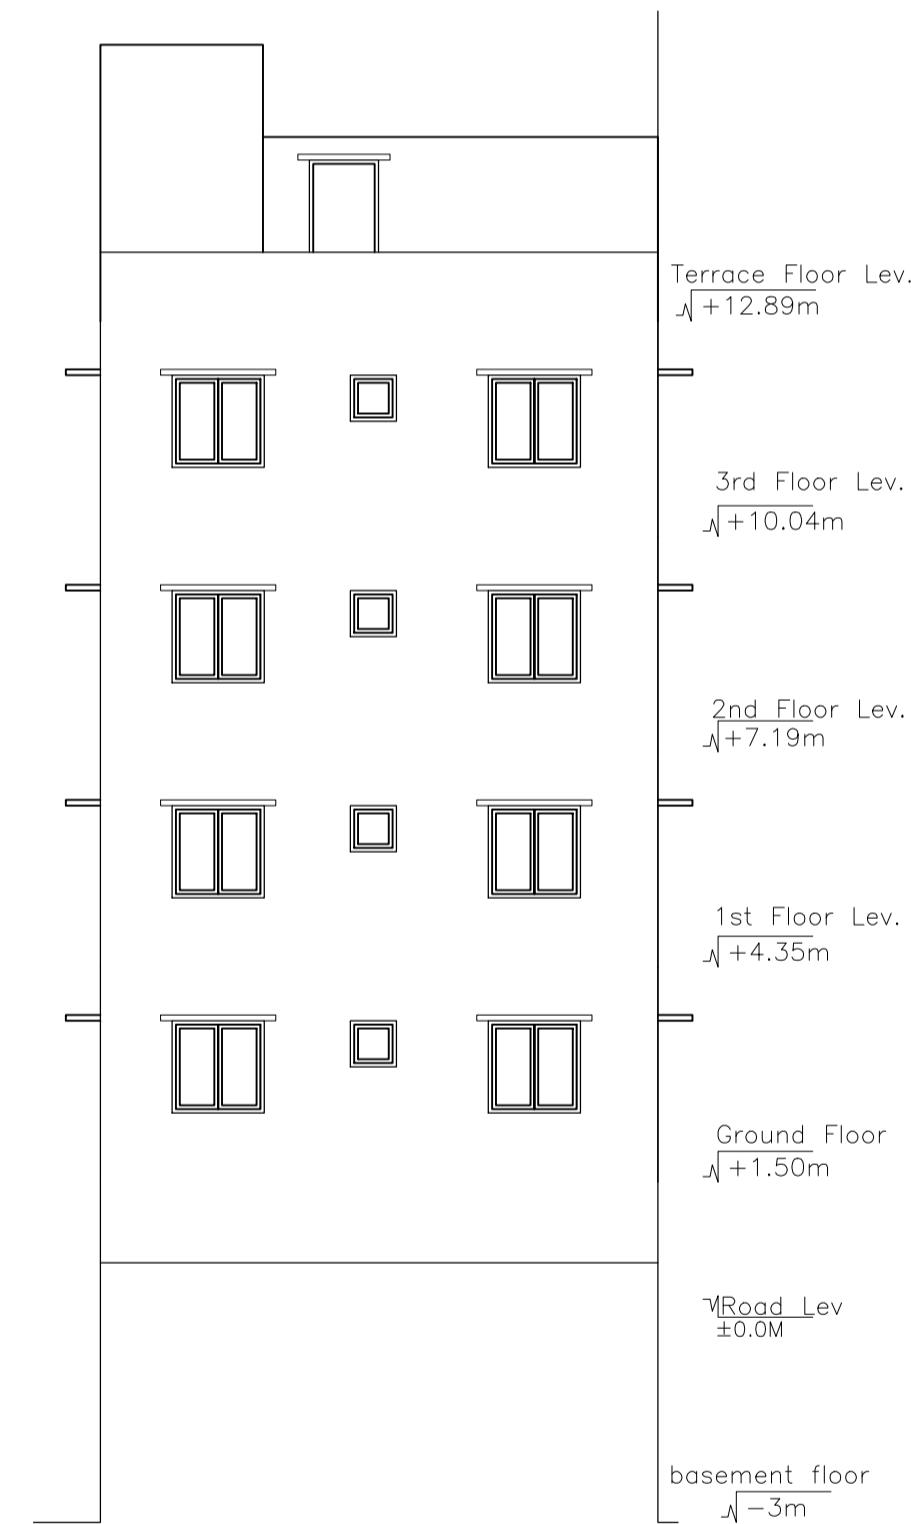 Terrace Floor Lev.
+12.89m
3rd Floor Lev.
+10.04m
2nd Floor Lev.
+7.19m
1st Floor Lev.
+4.35m
Ground Floor
+1.50m
Road Lev
±0.0M
basement floor
-3m